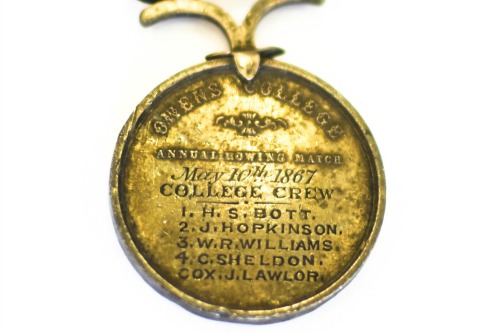 OWENS COLLEGE
ANNUAL ROWING MATCH
May 10th 1867
COLLEGE CREW
1. H. S. BOTT.
2. J. HOPKINSON.
3. W. R. WILLIAMS.
4. C. SHELDON.
COX. J. LAWLOR.